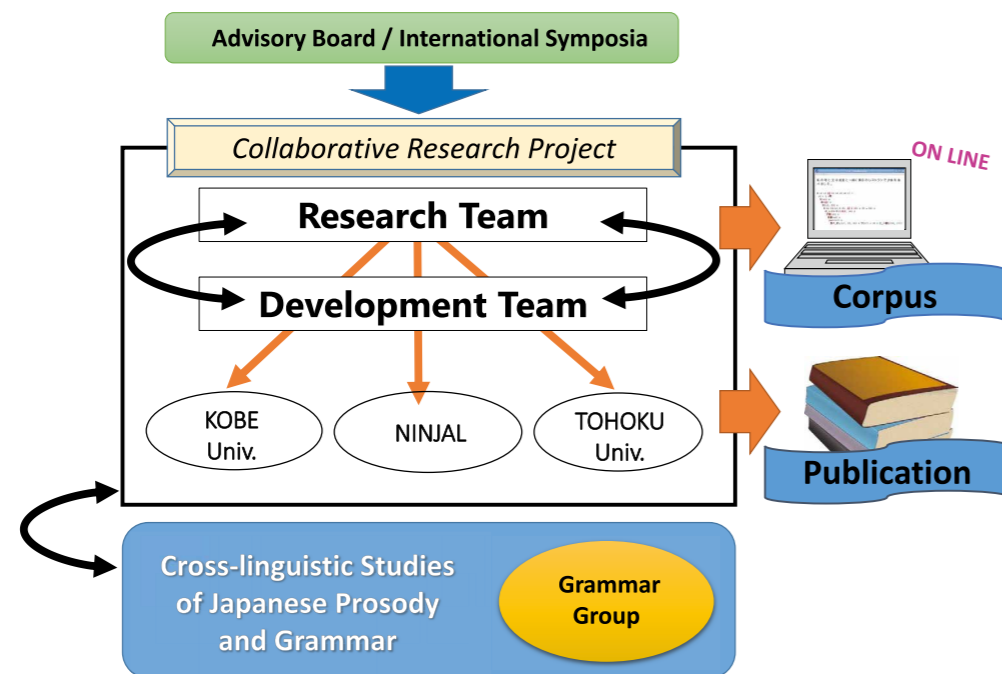 Advisory Board / International Symposia
Collaborative Research Project
ON LINE
Research Team
Development Team
Corpus
KOBE
Univ.
NINJAL
TOHOKU
Univ.
Publication
Cross-linguistic Studies
of Japanese Prosody
and Grammar
Grammar
Group